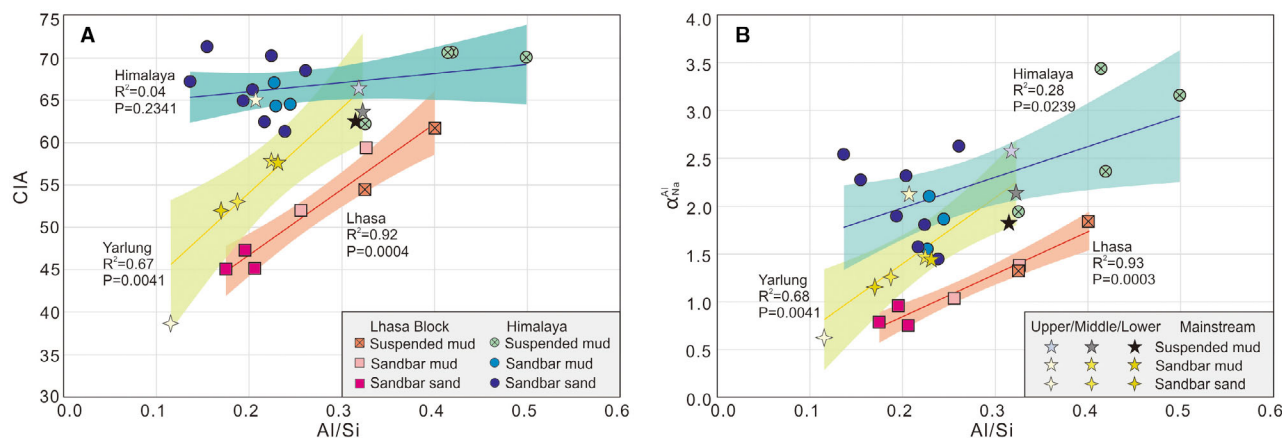 A
75
70
65
60
55
50
45
40
35
30
CIA
Himalaya
R²=0.04
P=0.2341
Lhasa
R²=0.92
P=0.0004
Yarlung
R²=0.67
P=0.0041
Lhasa Block Himalaya
Suspended mud Suspended mud
Sandbar mud Sandbar mud
Sandbar sand Sandbar sand
0.0 0.1 0.2 0.3 0.4 0.5 0.6
Al/Si
B
4.0
3.5
3.0
2.5
2.0
1.5
1.0
0.5
0.0
α^Al_Na
Himalaya
R²=0.28
P=0.0239
Lhasa
R²=0.93
P=0.0003
Yarlung
R²=0.68
P=0.0041
Upper/Middle/Lower Mainstream
Suspended mud
Sandbar mud
Sandbar sand
0.0 0.1 0.2 0.3 0.4 0.5 0.6
Al/Si